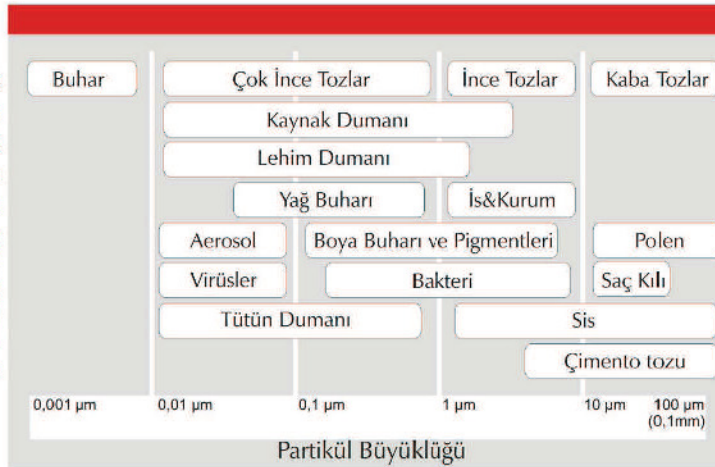 Buhar Çok İnce Tozlar İnce Tozlar Kaba Tozlar
Kaynak Dumanı
Lehim Dumanı
Yağ Buharı İs&Kurum
Aerosol Boya Buharı ve Pigmentleri Polen
Virüsler Bakteri Saç Kılı
Tütün Dumanı Sis
Çimento tozu
0,001 µm 0,01 µm 0,1 µm 1 µm 10 µm 100 µm
(0,1mm)
Partikül Büyüklüğü